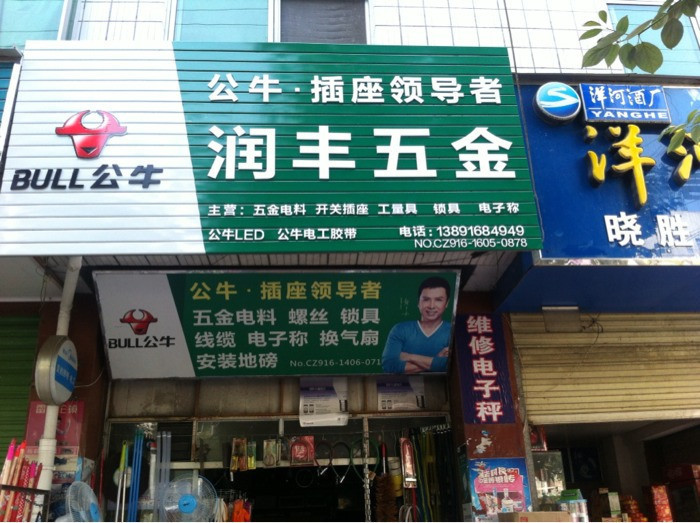 公牛·插座领导者
BULL公牛
润丰五金
主营：五金电料 开关插座 工量具 锁具 电子称
公牛LED 公牛电工胶带 电话：13891684949
NO.CZ916-1605-0878
洋河酒厂
YANGHE
洋
晓胜
公牛·插座领导者
BULL公牛
五金电料 螺丝 锁具
线缆 电子称 换气扇
安装地磅
No.CZ916-1406-071
维修电子秤